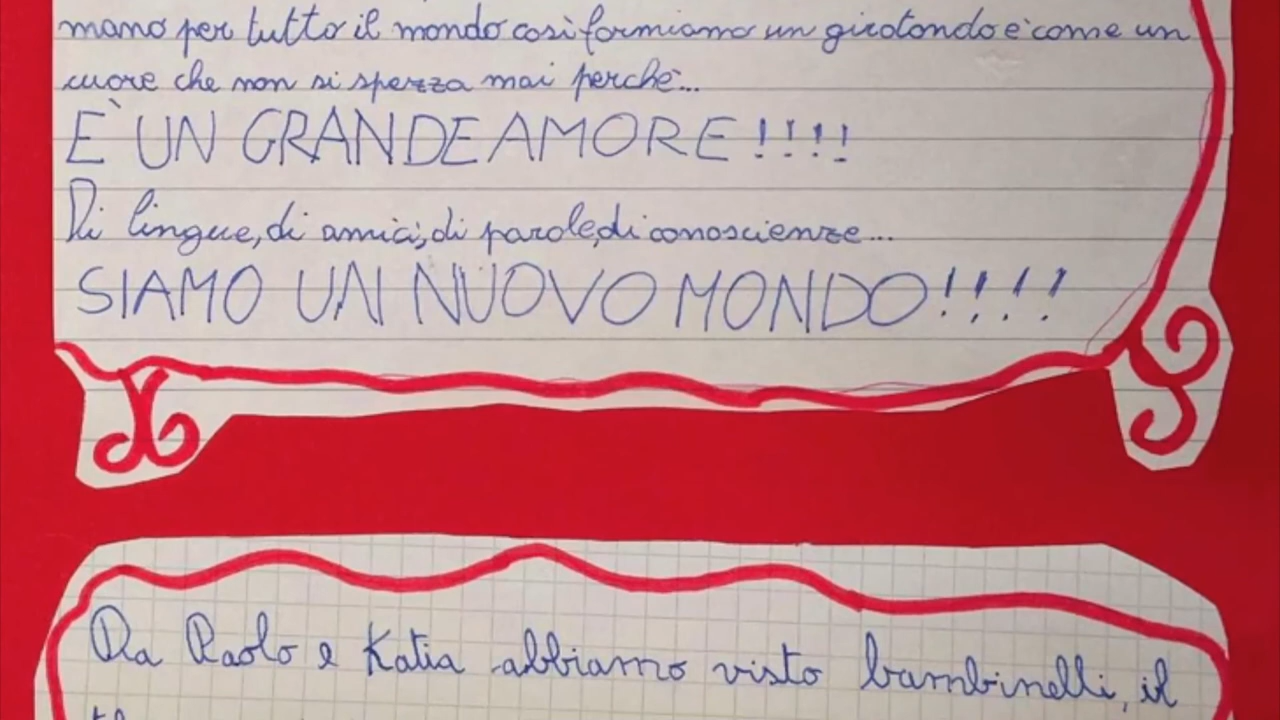 mano per tutto il mondo così formiamo un girotondo è come un
cuore che non si spezza mai perchè...
È UN GRANDE AMORE!!!!
Di lingue, di amici, di parole, di conoscienze...
SIAMO UN NUOVO MONDO!!!!
Da Paolo e Katia abbiamo visto bambinelli, il